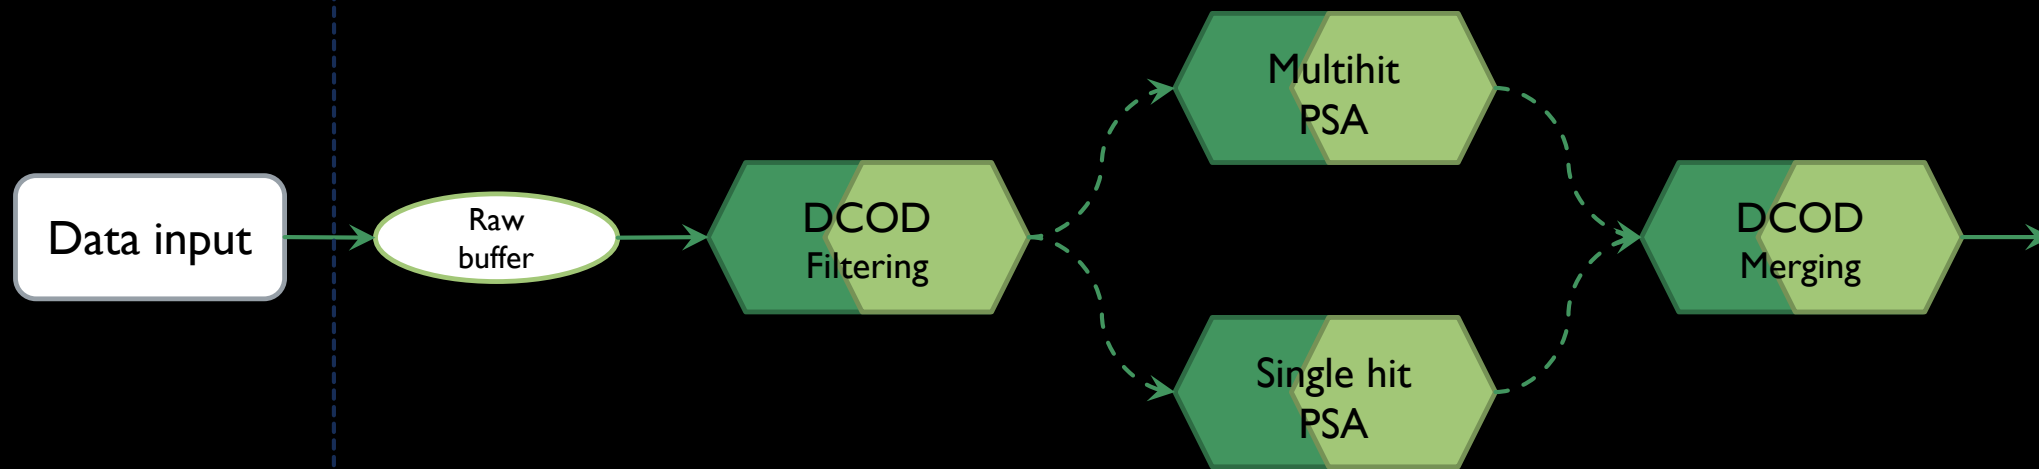 Data input
Raw
buffer
DCOD
Filtering
Multihit
PSA
Single hit
PSA
DCOD
Merging